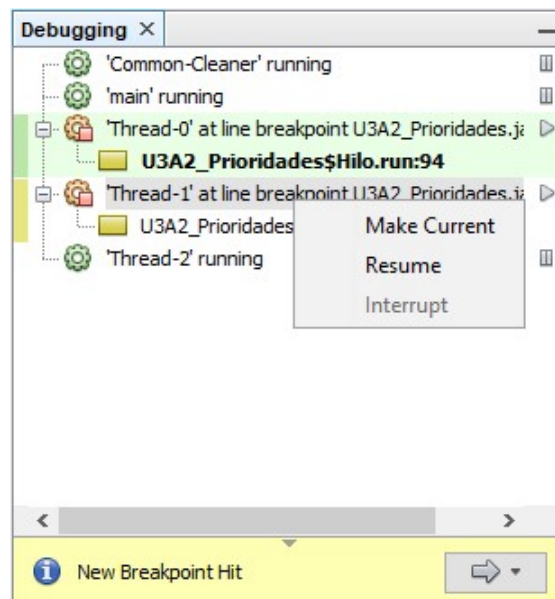 Debugging
'Common-Cleaner' running
'main' running
'Thread-0' at line breakpoint U3A2_Prioridades.ja
U3A2_Prioridades$Hilo.run:94
'Thread-1' at line breakpoint U3A2_Prioridades.ja
U3A2_Prioridades
'Thread-2' running
Make Current
Resume
Interrupt
New Breakpoint Hit